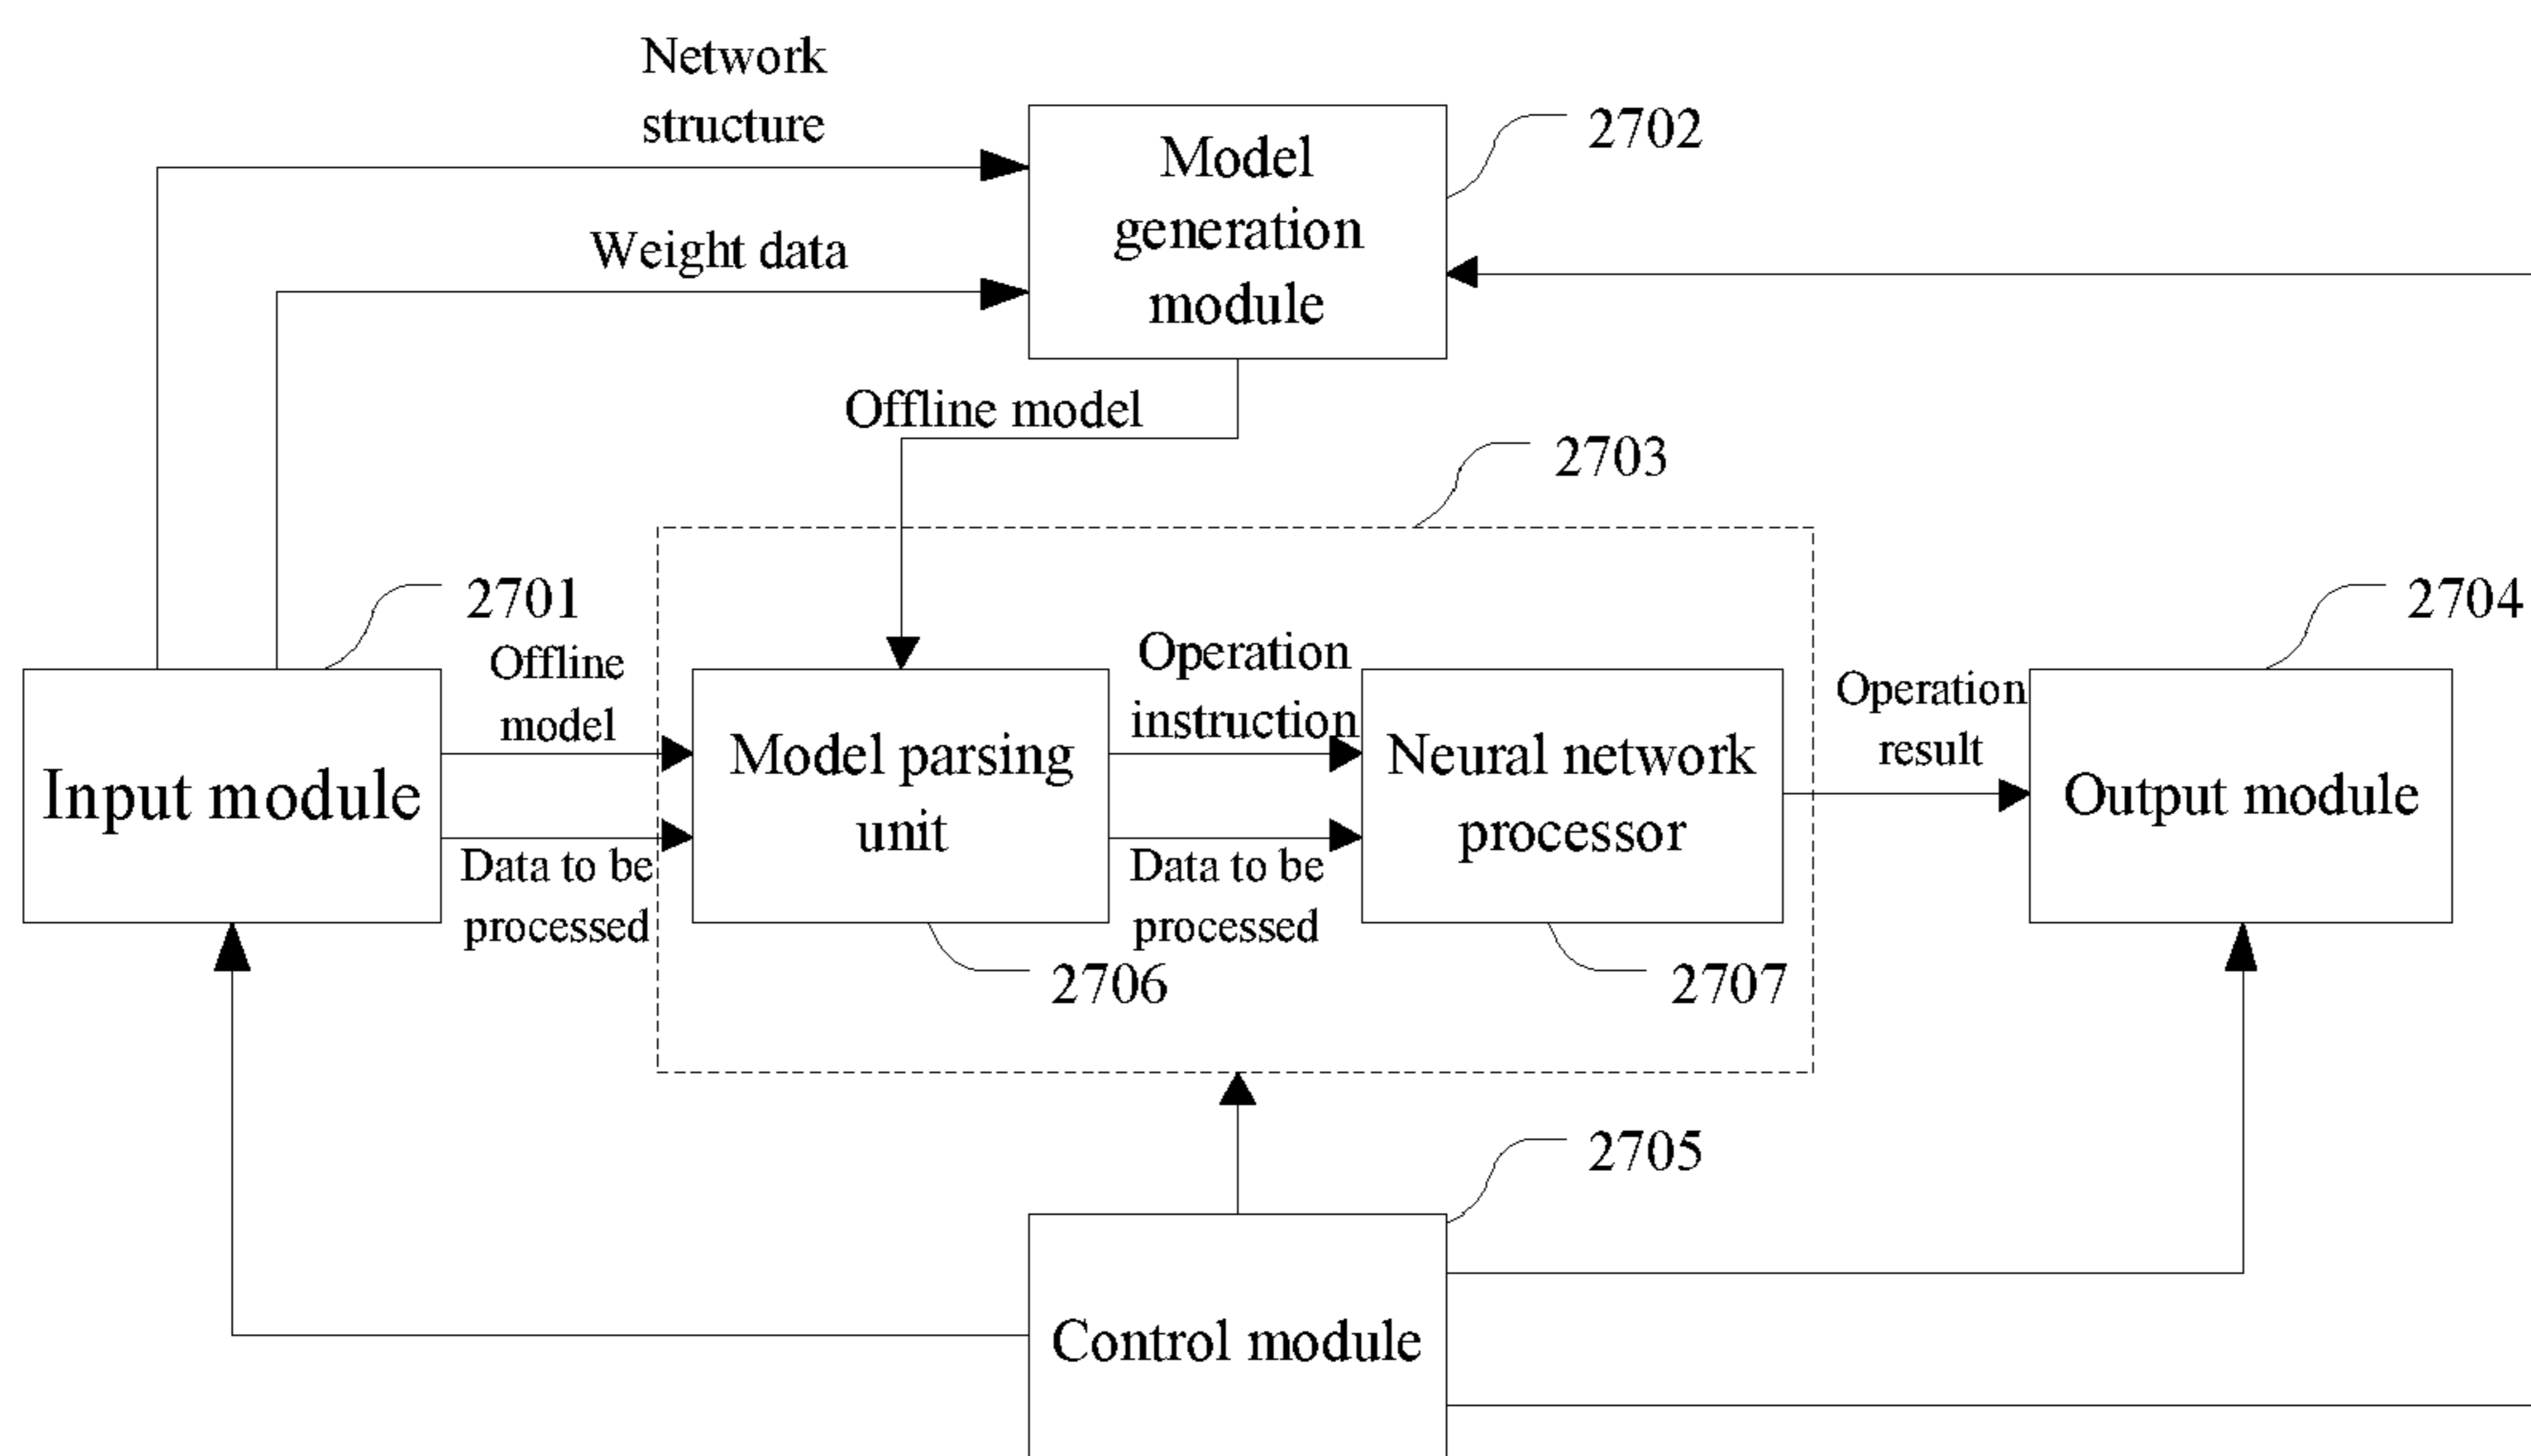 Network
structure
2702
Model
generation
module
Weight data
Offline model
2703
2701
2704
Offline
model
Operation
instruction
Operation
result
Input module
Model parsing
unit
Neural network
processor
Output module
Data to be
processed
Data to be
processed
2706
2707
2705
Control module